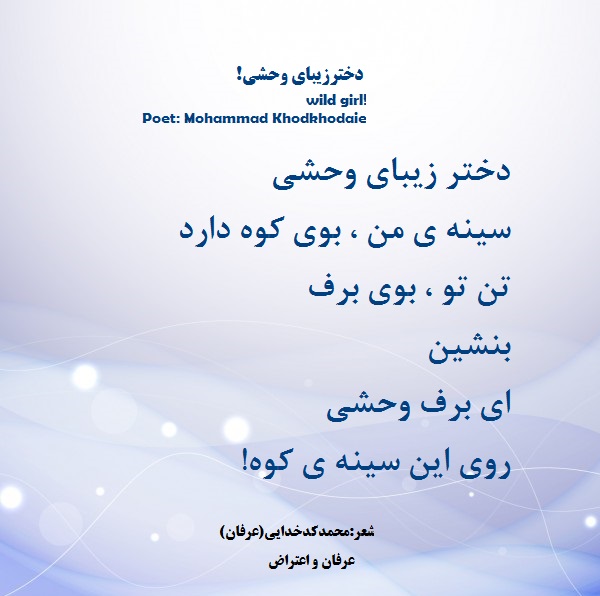 دخترزیبای وحشی!
wild girl!
Poet: Mohammad Khodkhodaie
دختر زیبای وحشی
سینه ی من ، بوی کوه دارد
تن تو ، بوی برف
بنشین
ای برف وحشی
روی این سینه ی کوه!
شعر:محمدکدخدایی(عرفان)
عرفان و اعتراض